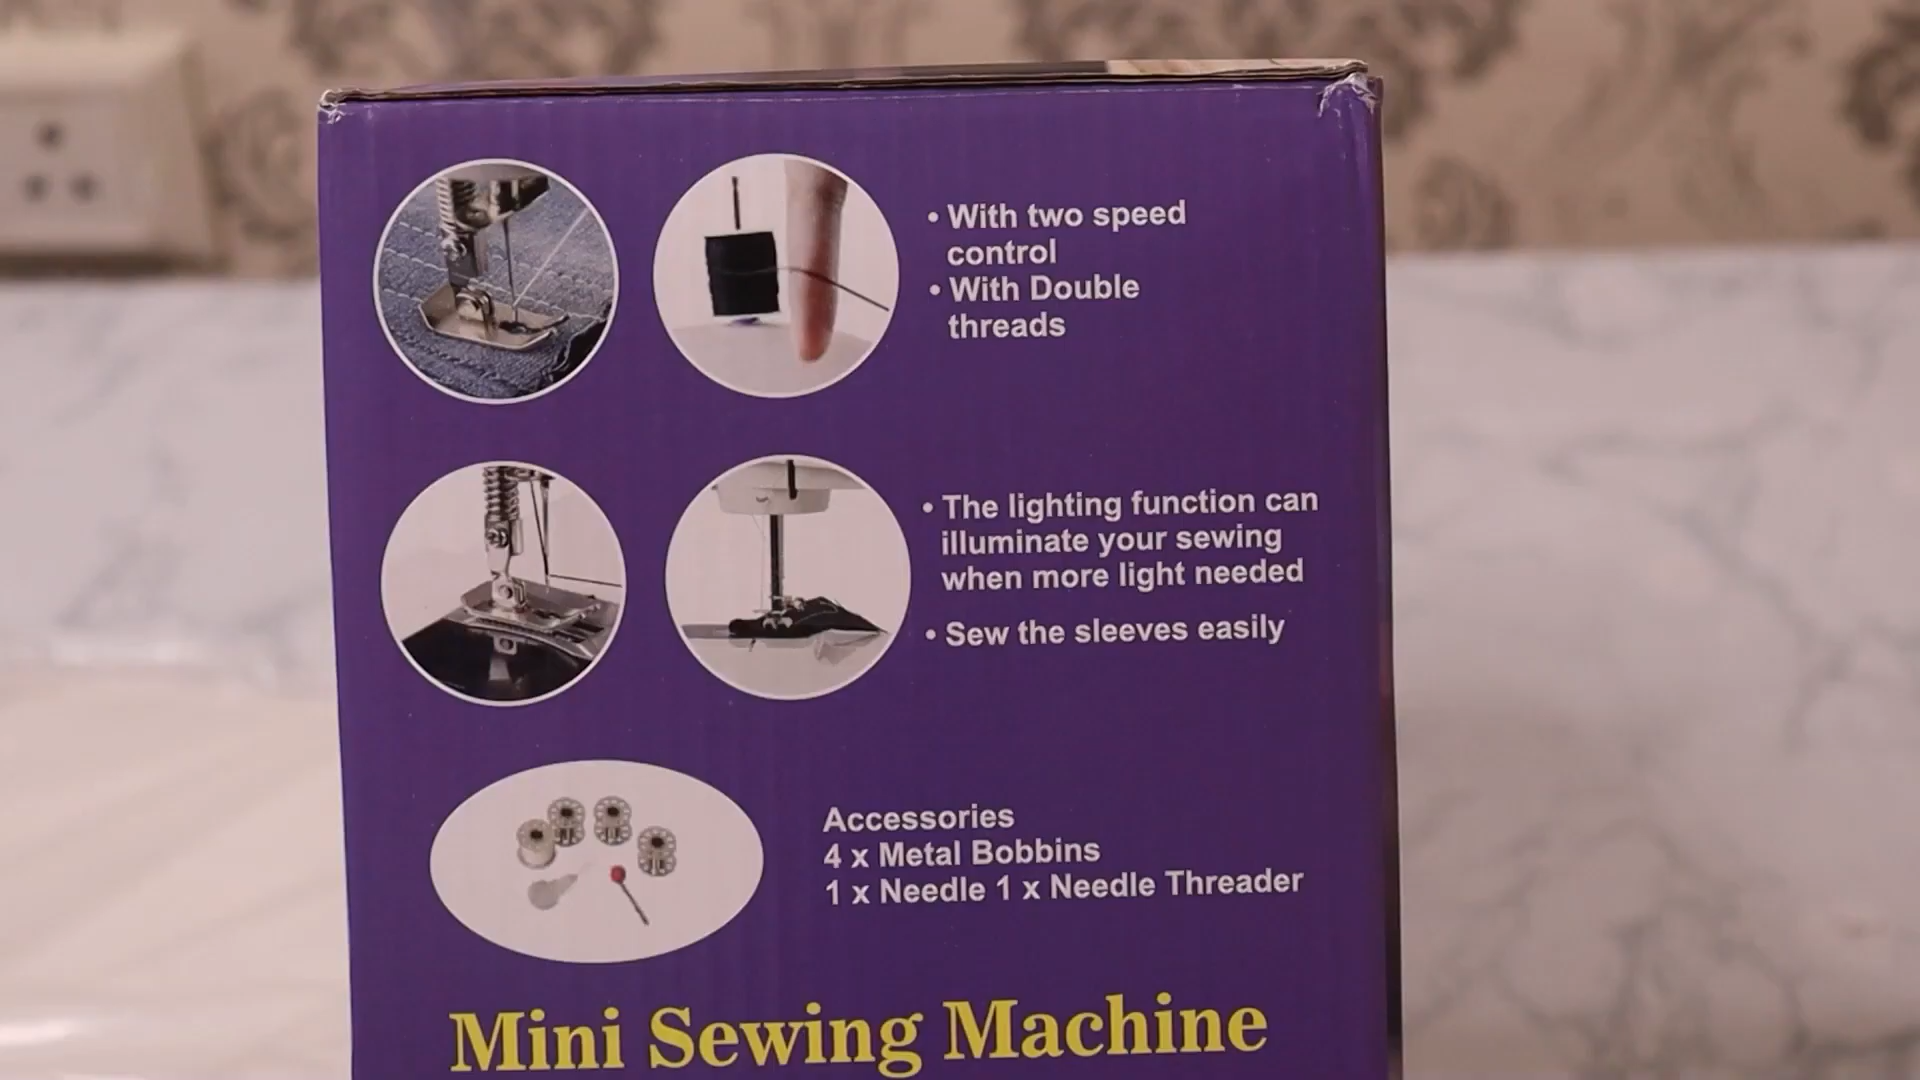 • With two speed
control
• With Double
threads
• The lighting function can
illuminate your sewing
when more light needed
• Sew the sleeves easily
Accessories
4 x Metal Bobbins
1 x Needle 1 x Needle Threader
Mini Sewing Machine